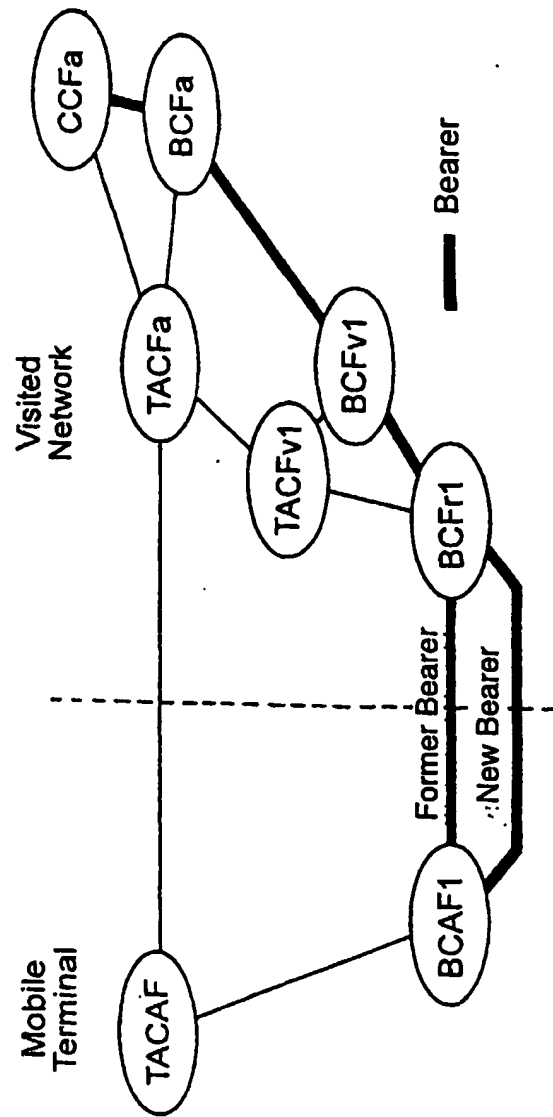 Mobile
Terminal
Visited
Network
TACAF
TACFa
CCFa
BCFa
TACFv1
BCFv1
BCAF1
Former Bearer
New Bearer
BCFr1
Bearer